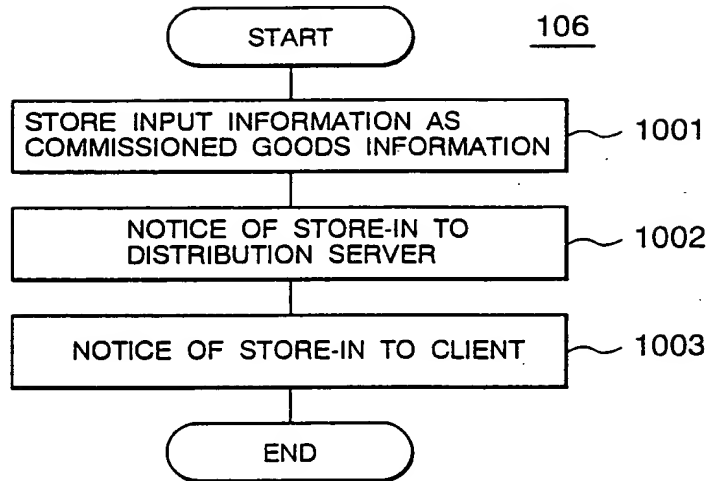 START
106
STORE INPUT INFORMATION AS
COMMISSIONED GOODS INFORMATION
1001
NOTICE OF STORE-IN TO
DISTRIBUTION SERVER
1002
NOTICE OF STORE-IN TO CLIENT
1003
END